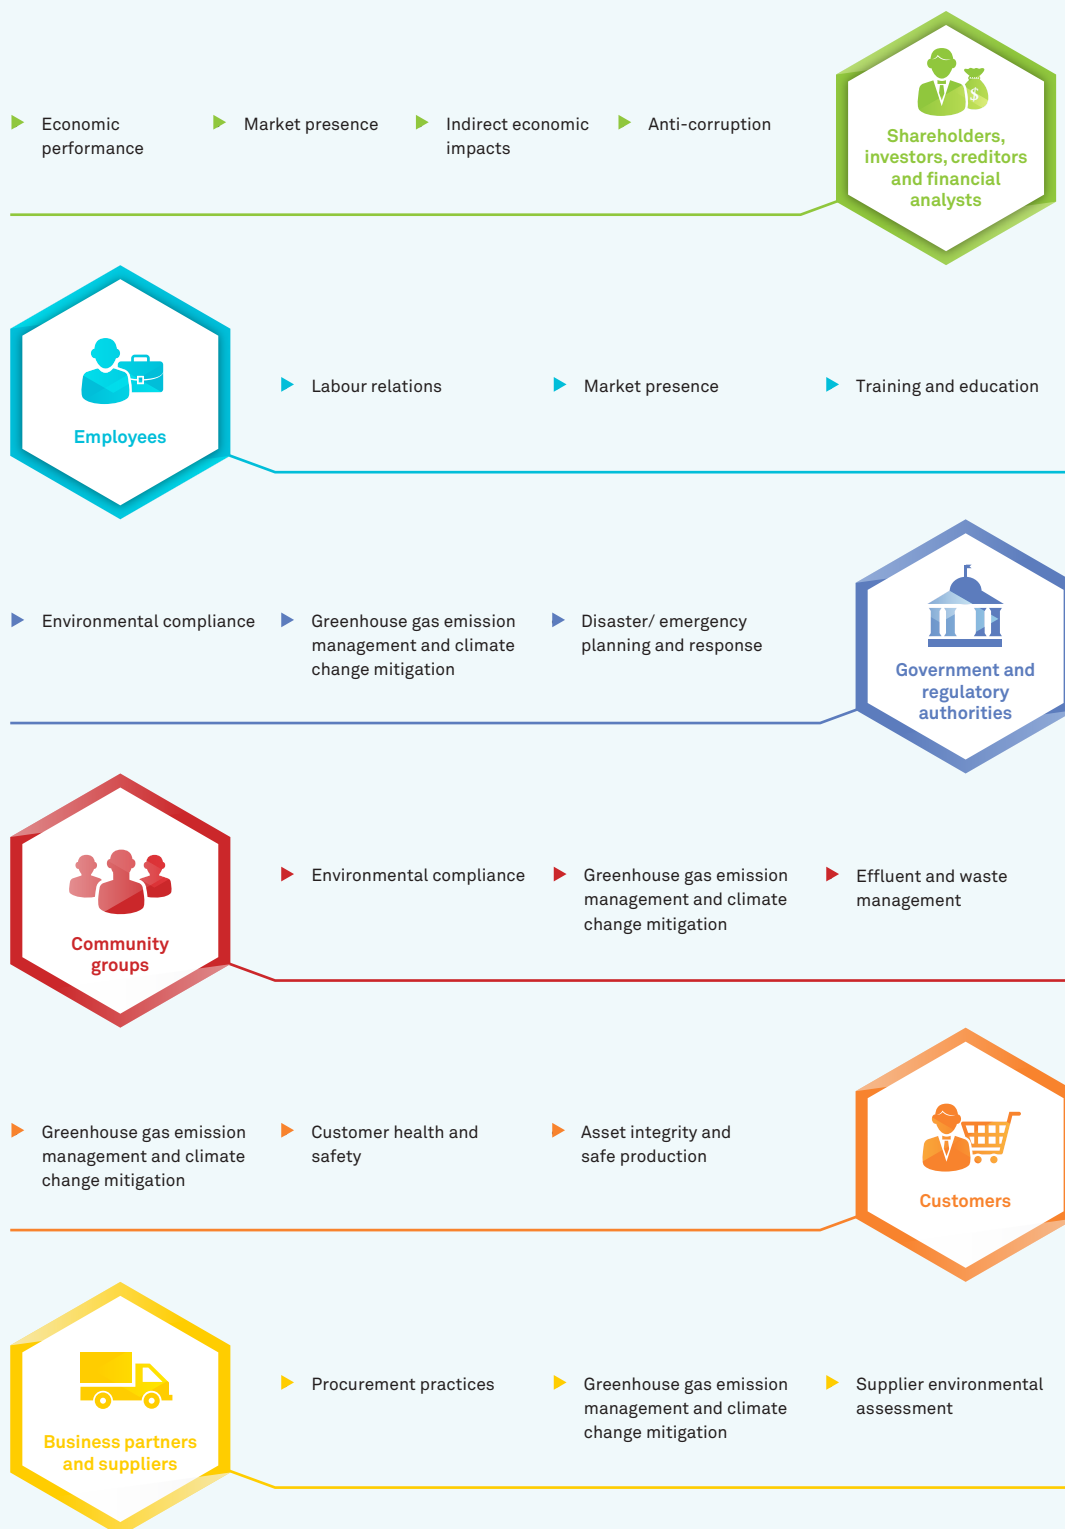 Economic
performance
Market presence
Indirect economic
impacts
Anti-corruption
$
Shareholders,
investors, creditors
and financial
analysts
Employees
Labour relations
Market presence
Training and education
Environmental compliance
Greenhouse gas emission
management and climate
change mitigation
Disaster/ emergency
planning and response
Government and
regulatory
authorities
Community
groups
Environmental compliance
Greenhouse gas emission
management and climate
change mitigation
Effluent and waste
management
Greenhouse gas emission
management and climate
change mitigation
Customer health and
safety
Asset integrity and
safe production
Customers
Business partners
and suppliers
Procurement practices
Greenhouse gas emission
management and climate
change mitigation
Supplier environmental
assessment